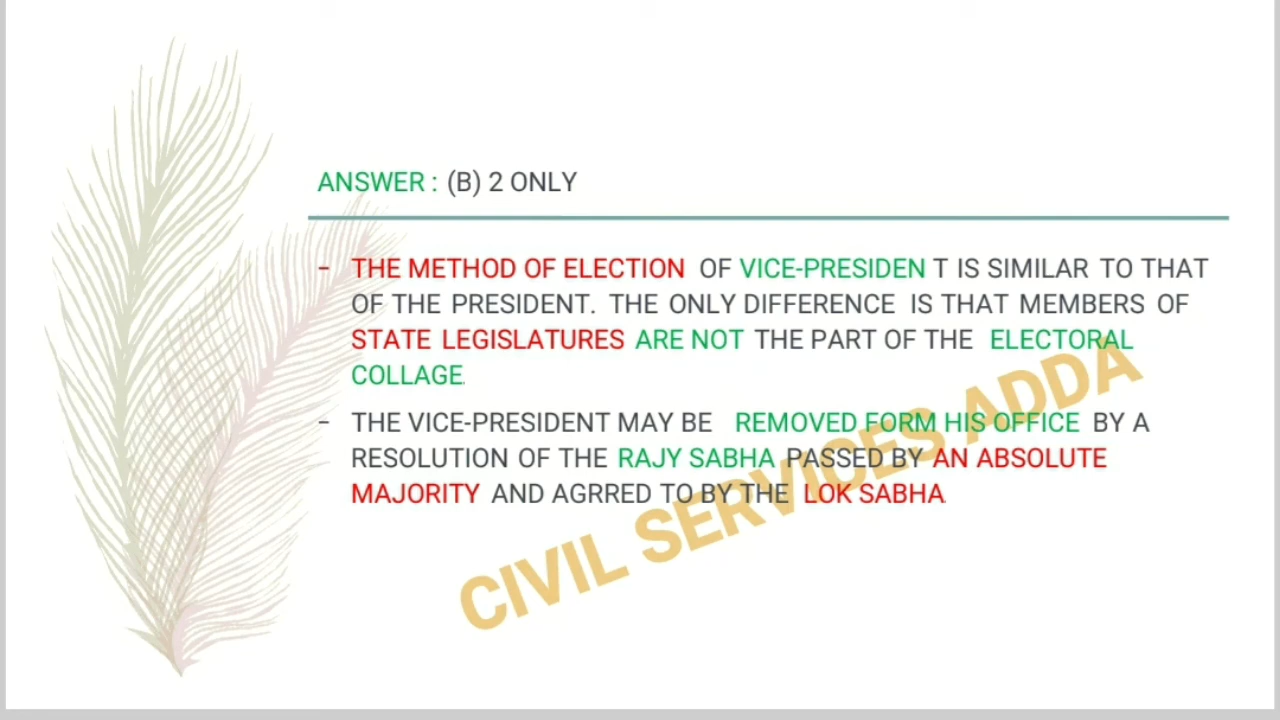 ANSWER : (B) 2 ONLY
- THE METHOD OF ELECTION OF VICE-PRESIDEN T IS SIMILAR TO THAT
OF THE PRESIDENT. THE ONLY DIFFERENCE IS THAT MEMBERS OF
STATE LEGISLATURES ARE NOT THE PART OF THE ELECTORAL
COLLAGE.
- THE VICE-PRESIDENT MAY BE REMOVED FORM HIS OFFICE BY A
RESOLUTION OF THE RAJY SABHA PASSED BY AN ABSOLUTE
MAJORITY AND AGRRED TO BY THE LOK SABHA.
CIVIL SERVICES ADDA